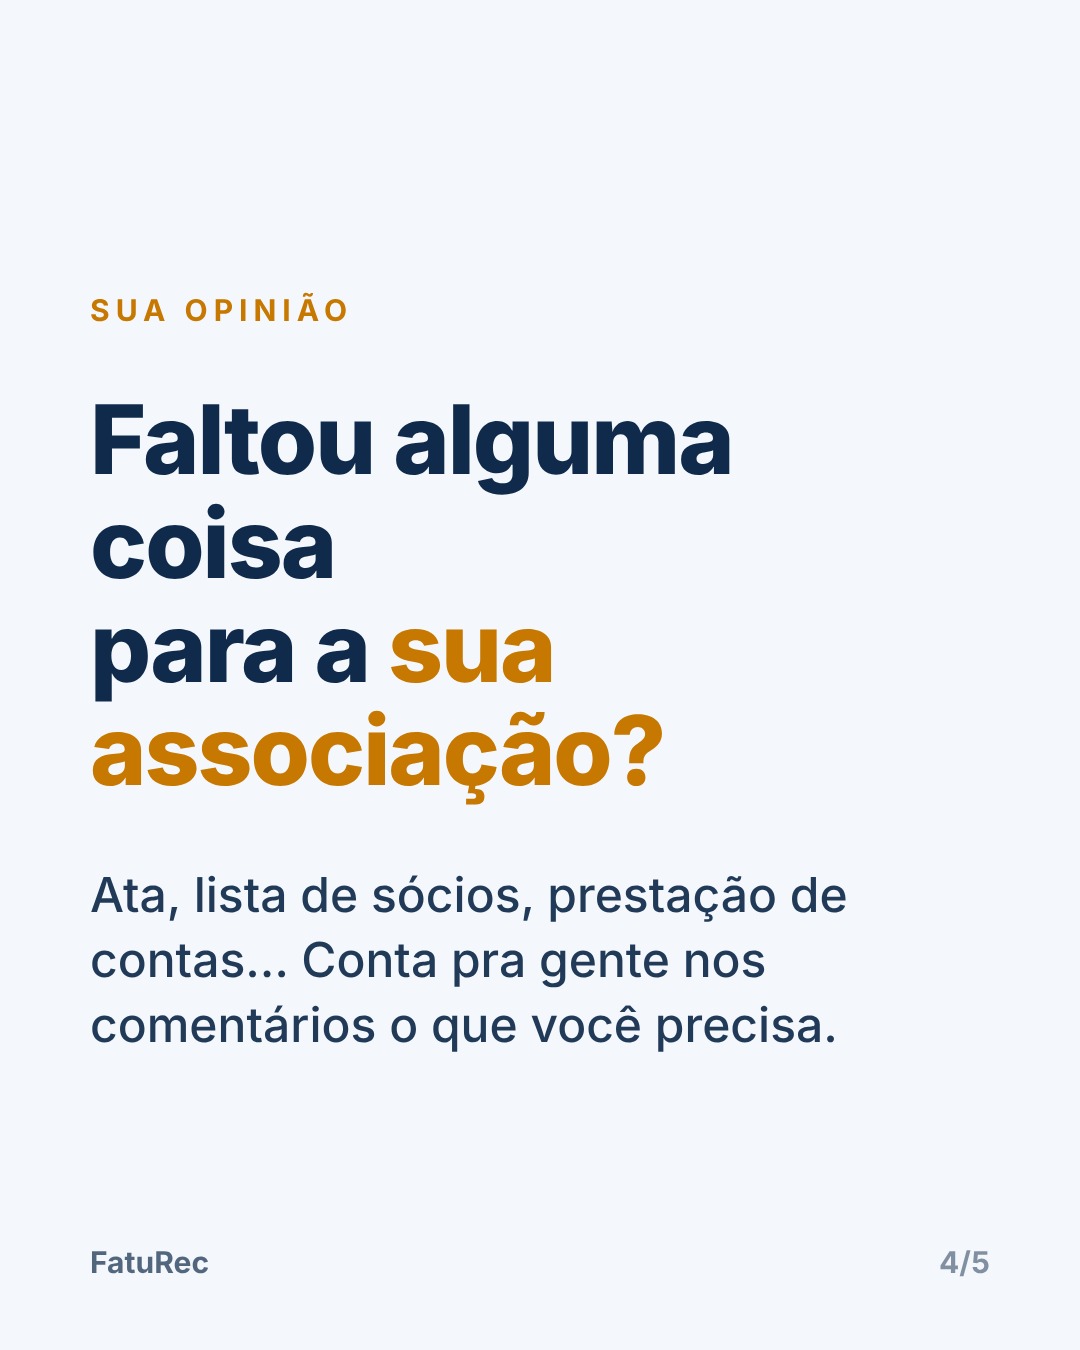 SUA OPINIÃO
Faltou alguma
coisa
para a sua
associação?
Ata, lista de sócios, prestação de
contas... Conta pra gente nos
comentários o que você precisa.
FatuRec
4/5